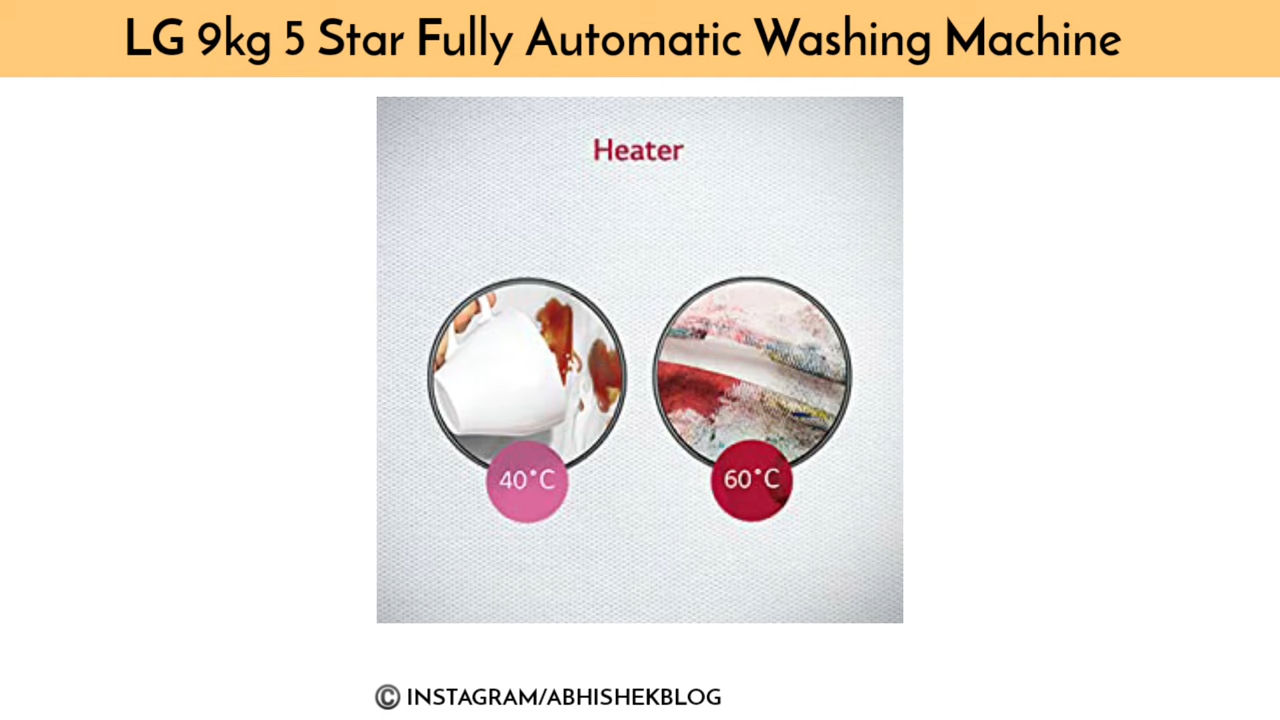 LG 9kg 5 Star Fully Automatic Washing Machine
Heater
40°C
60°C
© INSTAGRAM/ABHISHEKBLOG